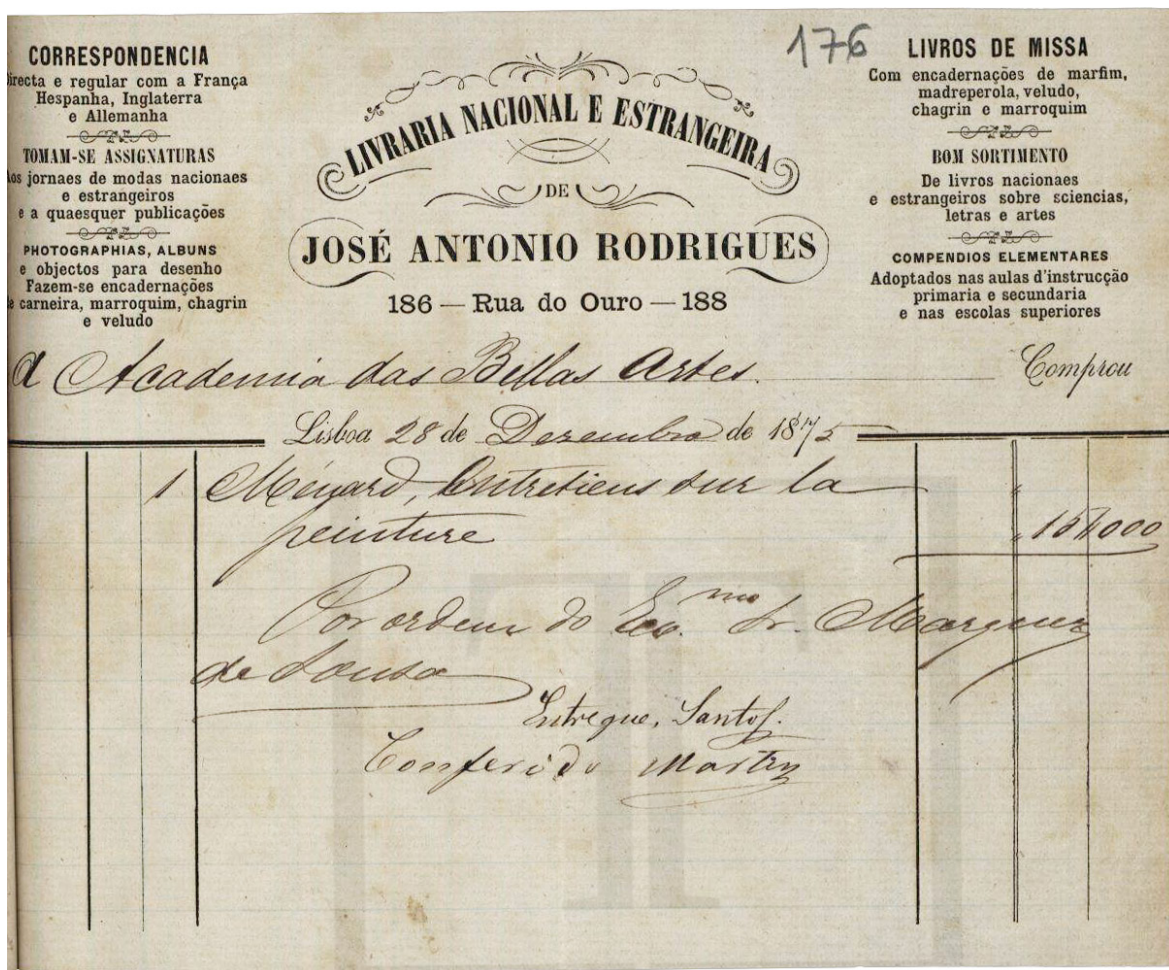 176
CORRESPONDENCIA
Directa e regular com a França
Hespanha, Inglaterra
e Allemanha
TOMAM-SE ASSIGNATURAS
Aos jornaes de modas nacionaes
e estrangeiros
e a quaesquer publicações
PHOTOGRAPHIAS, ALBUNS
e objectos para desenho
Fazem-se encadernações
de carneira, marroquim, chagrin
e veludo
LIVRARIA NACIONAL E ESTRANGEIRA
DE
JOSÉ ANTONIO RODRIGUES
186 — Rua do Ouro — 188
LIVROS DE MISSA
Com encadernações de marfim,
madreperola, veludo,
chagrin e marroquim
BOM SORTIMENTO
De livros nacionaes
e estrangeiros sobre sciencias,
letras e artes
COMPENDIOS ELEMENTARES
Adoptados nas aulas d'instrucção
primaria e secundaria
e nas escolas superiores
A Academia das Bellas Artes. Comprou
Lisboa 28 de Dezembro de 1875
1 Ménard, Entretiens sur la
peinture 15$000
Por ordem do Ex.mo Sr. Marquez
de Sousa
Entregue, Santos.
Conferido Martins
TT